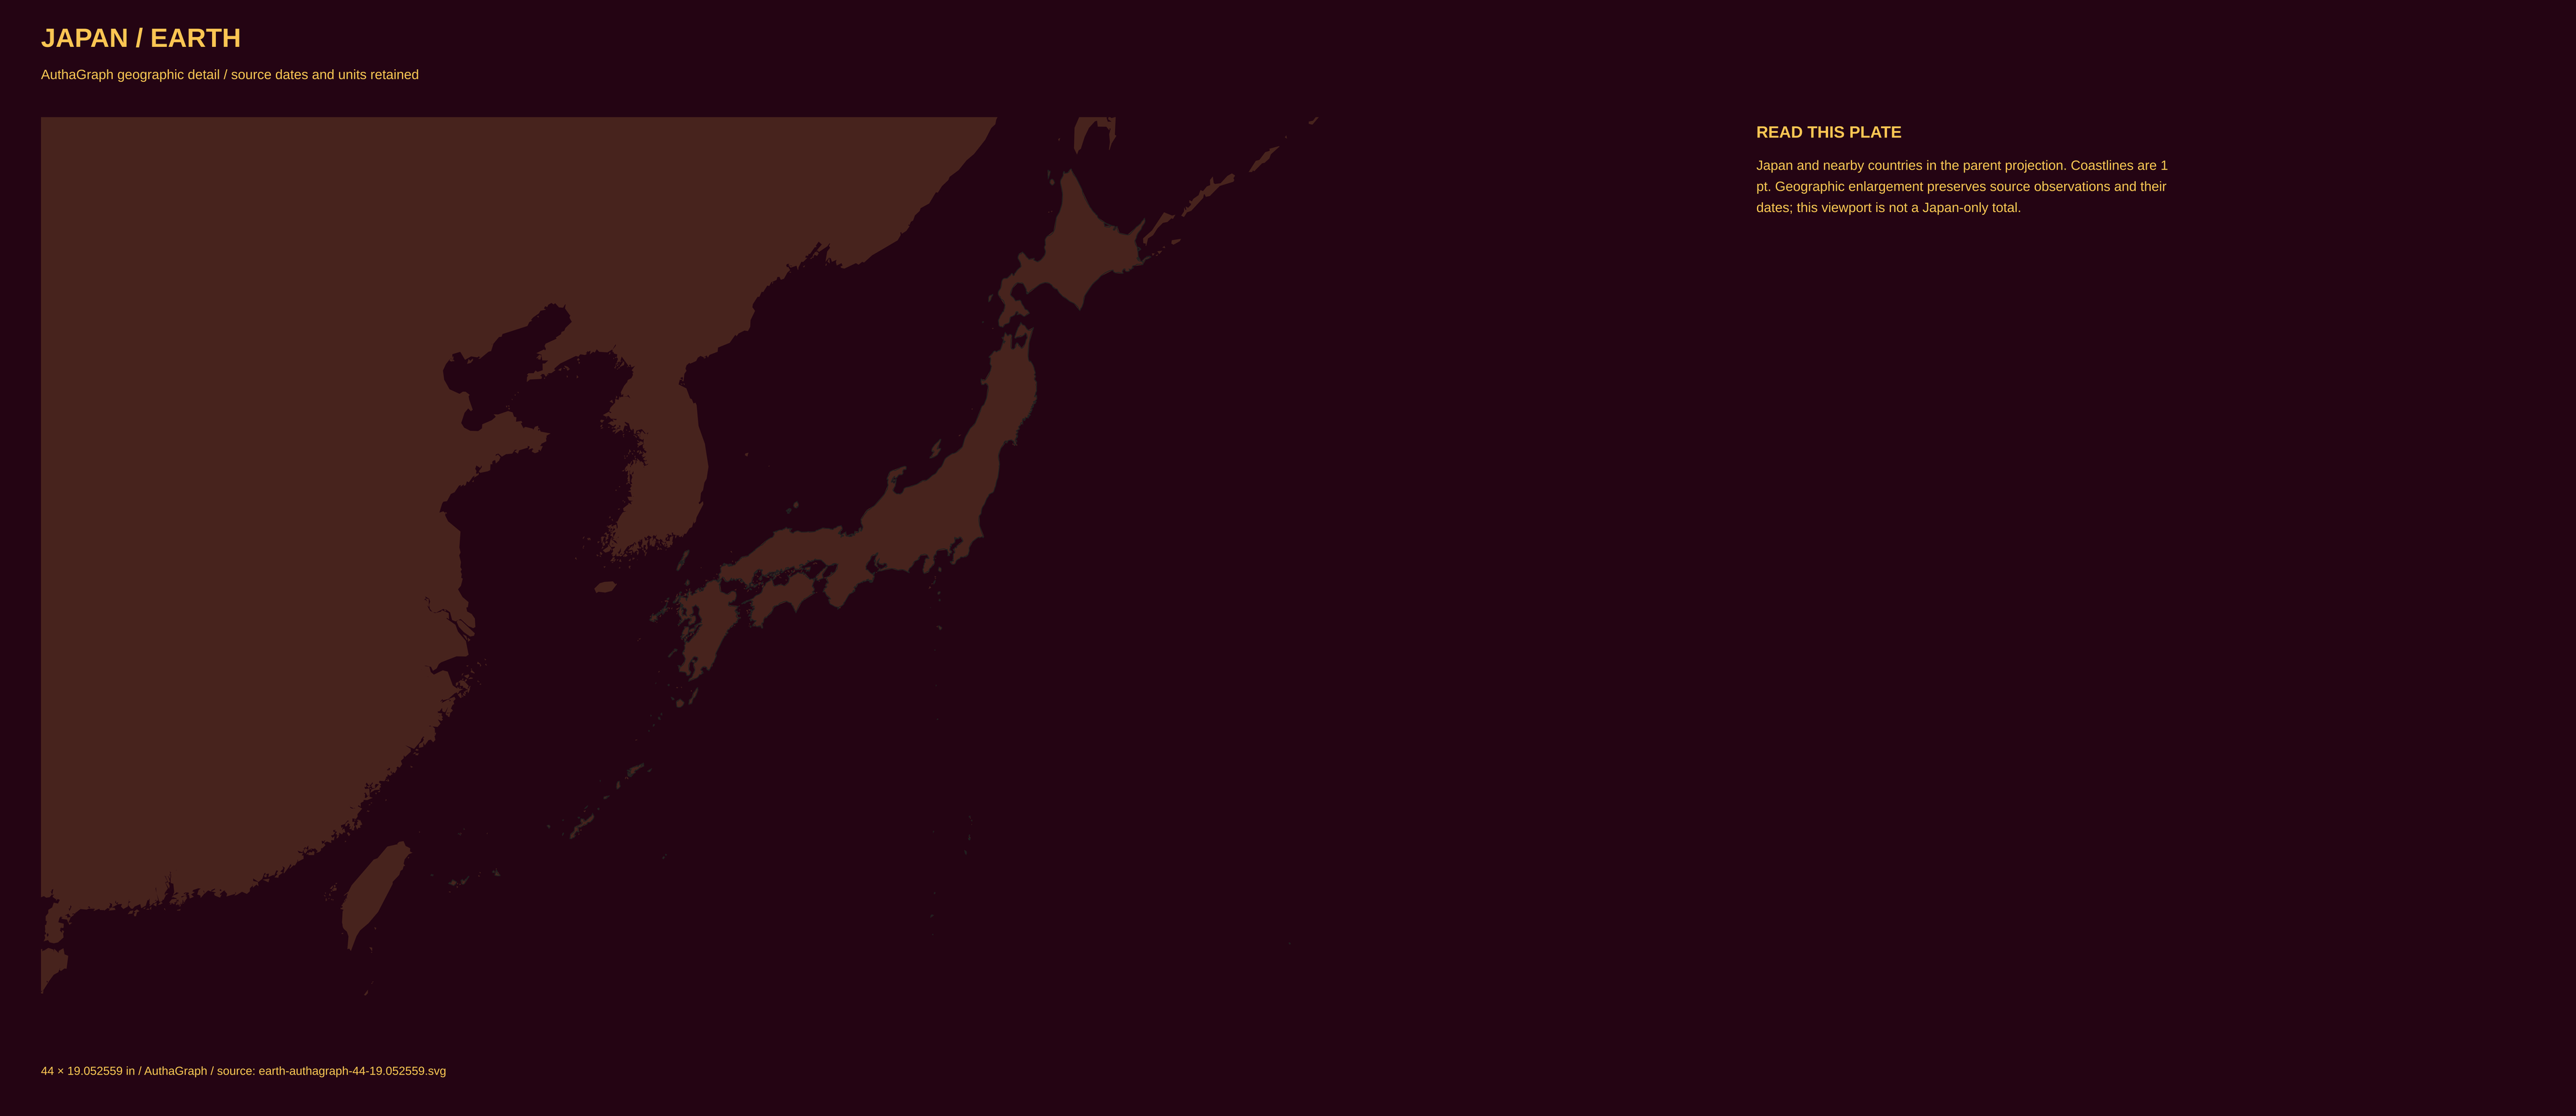 JAPAN / EARTH
AuthaGraph geographic detail / source dates and units retained
READ THIS PLATE
Japan and nearby countries in the parent projection. Coastlines are 1
pt. Geographic enlargement preserves source observations and their
dates; this viewport is not a Japan-only total.
44 × 19.052559 in / AuthaGraph / source: earth-authagraph-44-19.052559.svg